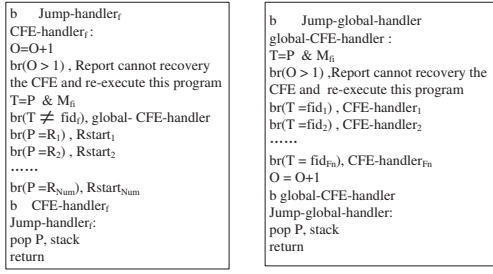 b Jump-handler_f
CFE-handler_f :
O=O+1
br(O > 1) , Report cannot recovery
the CFE and re-execute this program
T=P & M_fi
br(T ≠ fid_f), global- CFE-handler
br(P =R_1) , Rstart_1
br(P =R_2) , Rstart_2
······
br(P =R_Num), Rstart_Num
b CFE-handler_f
Jump-handler_f:
pop P, stack
return
b Jump-global-handler
global-CFE-handler :
T=P & M_fi
br(O > 1) ,Report cannot recovery the
CFE and re-execute this program
br(T =fid_1) , CFE-handler_1
br(T =fid_2) , CFE-handler_2
······
br(T = fid_Fn), CFE-handler_Fn
O = O+1
b global-CFE-handler
Jump-global-handler:
pop P, stack
return